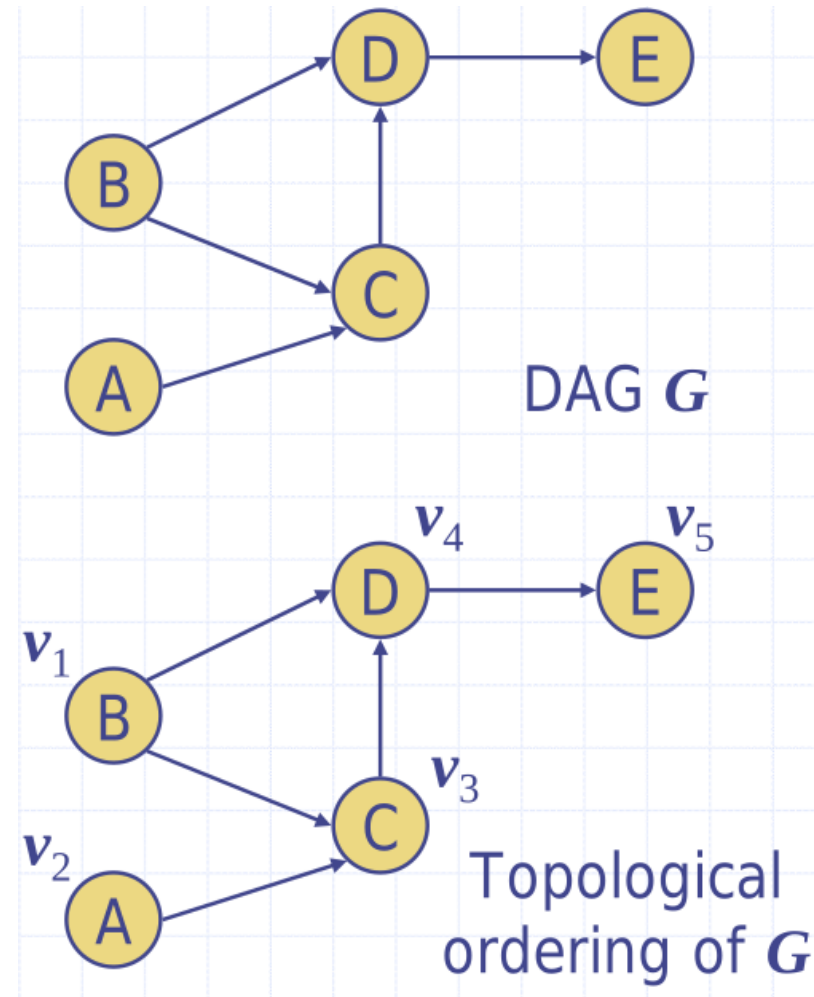 D E
B
C
A
DAG G
v4 v5
D E
v1
B
v3
C
v2
A
Topological
ordering of G